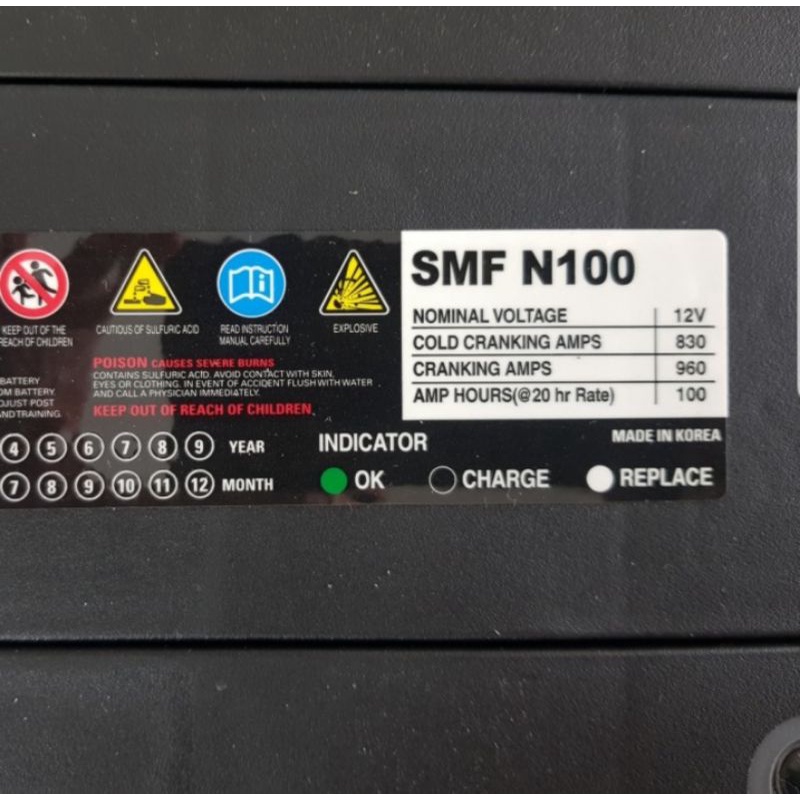 SMF N100
NOMINAL VOLTAGE 12V
COLD CRANKING AMPS 830
CRANKING AMPS 960
AMP HOURS(@20 hr Rate) 100
KEEP OUT OF THE
REACH OF CHILDREN
CAUTIOUS OF SULFURIC ACID
READ INSTRUCTION
MANUAL CAREFULLY
EXPLOSIVE
POISON CAUSES SEVERE BURNS
CONTAINS SULFURIC ACID. AVOID CONTACT WITH SKIN,
EYES OR CLOTHING. IN EVENT OF ACCIDENT FLUSH WITH WATER
AND CALL A PHYSICIAN IMMEDIATELY.
KEEP OUT OF REACH OF CHILDREN.
BATTERY
OM BATTERY
DJUST POST
AND TRAINING.
4 5 6 7 8 9 YEAR
7 8 9 10 11 12 MONTH
INDICATOR
MADE IN KOREA
OK CHARGE REPLACE